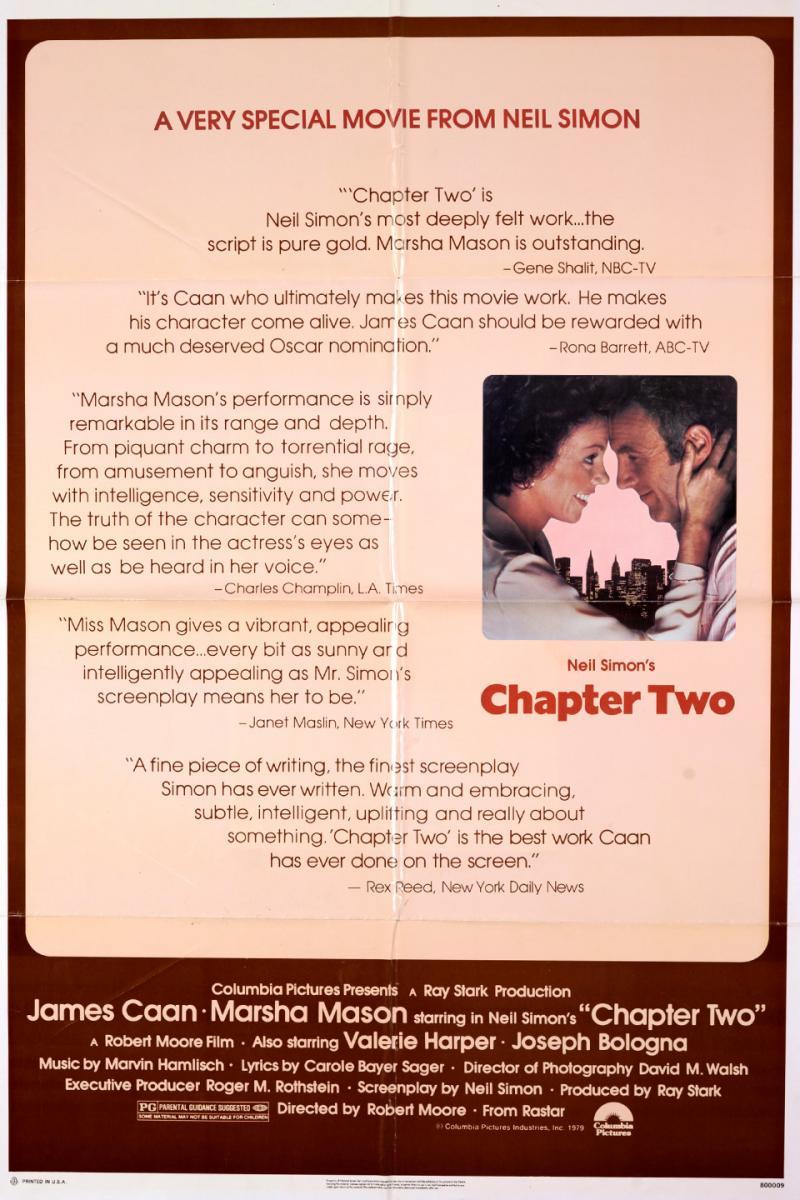 A VERY SPECIAL MOVIE FROM NEIL SIMON
"'Chapter Two' is
Neil Simon's most deeply felt work...the
script is pure gold. Marsha Mason is outstanding.
–Gene Shalit, NBC-TV
"It's Caan who ultimately makes this movie work. He makes
his character come alive. James Caan should be rewarded with
a much deserved Oscar nomination."
–Rona Barrett, ABC-TV
"Marsha Mason's performance is simply
remarkable in its range and depth.
From piquant charm to torrential rage,
from amusement to anguish, she moves
with intelligence, sensitivity and power.
The truth of the character can some-
how be seen in the actress's eyes as
well as be heard in her voice."
–Charles Champlin, L.A. Times
"Miss Mason gives a vibrant, appealing
performance...every bit as sunny and
intelligently appealing as Mr. Simon's
screenplay means her to be."
–Janet Maslin, New York Times
Neil Simon's
Chapter Two
"A fine piece of writing, the finest screenplay
Simon has ever written. Warm and embracing,
subtle, intelligent, uplifting and really about
something. 'Chapter Two' is the best work Caan
has ever done on the screen."
— Rex Reed, New York Daily News
Columbia Pictures Presents A Ray Stark Production
James Caan · Marsha Mason starring in Neil Simon's "Chapter Two"
A Robert Moore Film · Also starring Valerie Harper · Joseph Bologna
Music by Marvin Hamlisch · Lyrics by Carole Bayer Sager · Director of Photography David M. Walsh
Executive Producer Roger M. Rothstein · Screenplay by Neil Simon · Produced by Ray Stark
PG PARENTAL GUIDANCE SUGGESTED
SOME MATERIAL MAY NOT BE SUITABLE FOR CHILDREN
Directed by Robert Moore · From Rastar
© Columbia Pictures Industries, Inc. 1979
Columbia
Pictures
PRINTED IN U.S.A.
800009